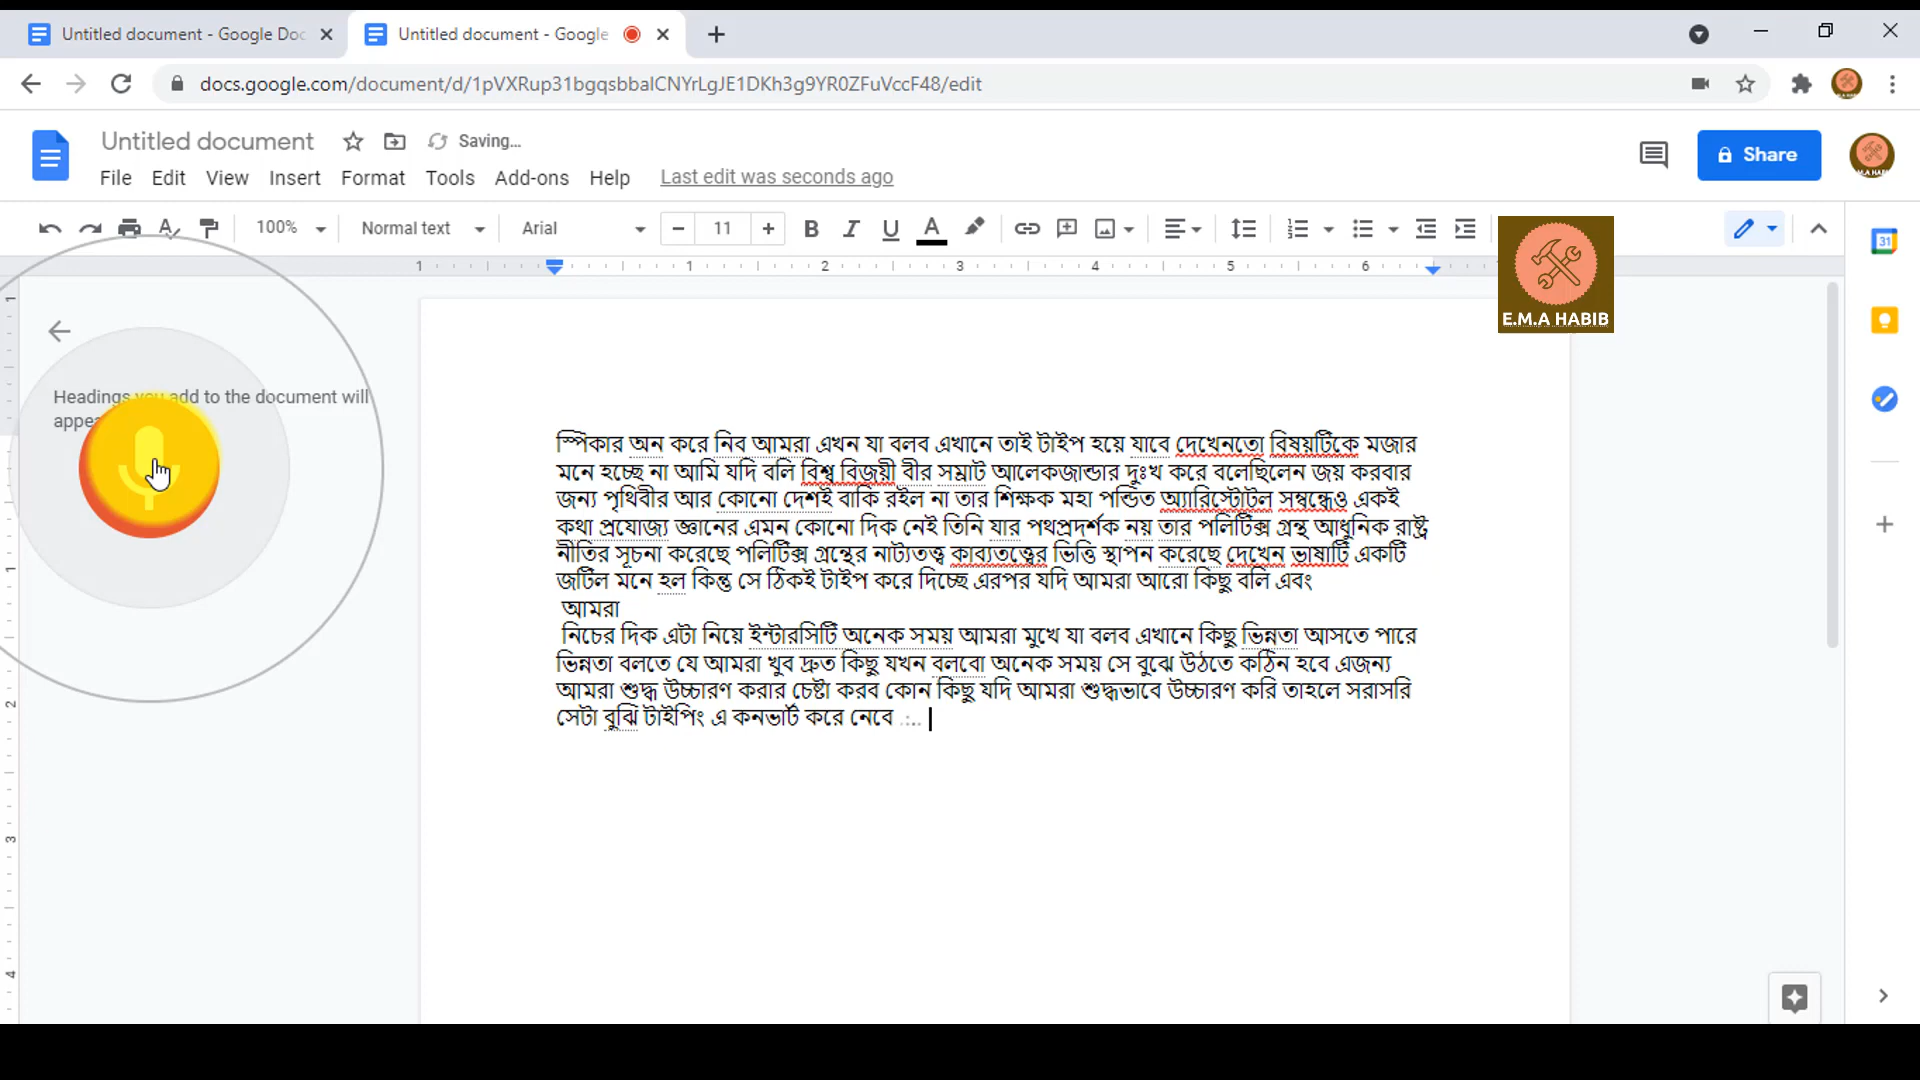 Untitled document - Google Doc
Untitled document - Google
docs.google.com/document/d/1pVXRup31bgqsbbalCNYrLgJE1DKh3g9YR0ZFuVccF48/edit
Untitled document
Saving...
File Edit View Insert Format Tools Add-ons Help Last edit was seconds ago
Share
100% Normal text Arial 11
E.M.A HABIB
Headings you add to the document will
appea
স্পিকার অন করে নিব আমরা এখন যা বলব এখানে তাই টাইপ হয়ে যাবে দেখেনতো বিষয়টিকে মজার
মনে হচ্ছে না আমি যদি বলি বিশ্ব বিজয়ী বীর সম্রাট আলেকজান্ডার দুঃখ করে বলেছিলেন জয় করবার
জন্য পৃথিবীর আর কোনো দেশই বাকি রইল না তার শিক্ষক মহা পন্ডিত অ্যারিস্টোটল সম্বন্ধেও একই
কথা প্রযোজ্য জ্ঞানের এমন কোনো দিক নেই তিনি যার পথপ্রদর্শক নয় তার পলিটিক্স গ্রন্থ আধুনিক রাষ্ট্র
নীতির সূচনা করেছে পলিটিক্স গ্রন্থের নাট্যতত্ত্ব কাব্যতত্ত্বের ভিত্তি স্থাপন করেছে দেখেন ভাষাটি একটি
জটিল মনে হল কিন্তু সে ঠিকই টাইপ করে দিচ্ছে এরপর যদি আমরা আরো কিছু বলি এবং
আমরা
নিচের দিক এটা নিয়ে ইন্টারসিটি অনেক সময় আমরা মুখে যা বলব এখানে কিছু ভিন্নতা আসতে পারে
ভিন্নতা বলতে যে আমরা খুব দ্রুত কিছু যখন বলবো অনেক সময় সে বুঝে উঠতে কঠিন হবে এজন্য
আমরা শুদ্ধ উচ্চারণ করার চেষ্টা করব কোন কিছু যদি আমরা শুদ্ধভাবে উচ্চারণ করি তাহলে সরাসরি
সেটা বুঝি টাইপিং এ কনভার্ট করে নেবে